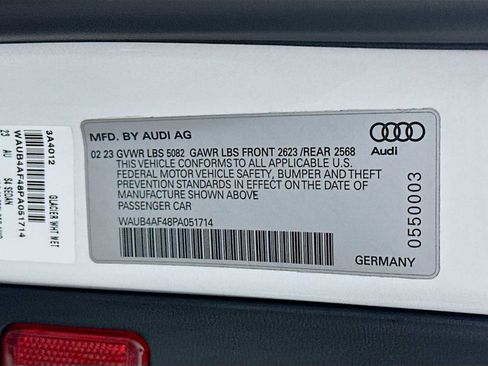 MFD. BY AUDI AG
02 23 GVWR LBS 5082 GAWR LBS FRONT 2623 /REAR 2568
THIS VEHICLE CONFORMS TO ALL APPLICABLE U.S.
FEDERAL MOTOR VEHICLE SAFETY, BUMPER AND THEFT
PREVENTION STANDARDS IN EFFECT ON THE DATE OF
MANUFACTURE SHOWN ABOVE
PASSENGER CAR
WAUB4AF48PA051714
Audi
0550003
GERMANY
3A4012
GLACIER WHT MET
WAUB4AF48PA051714
23 AU S4 SEDAN